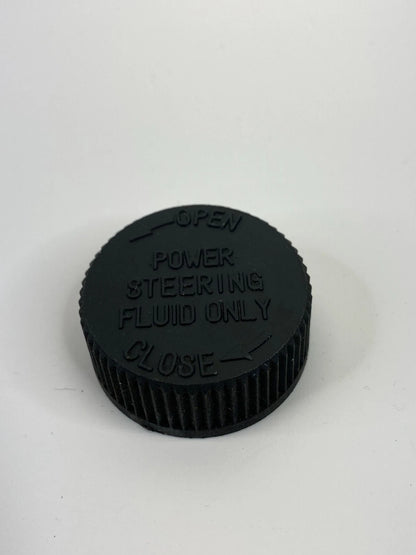 OPEN
POWER
STEERING
FLUID ONLY
CLOSE